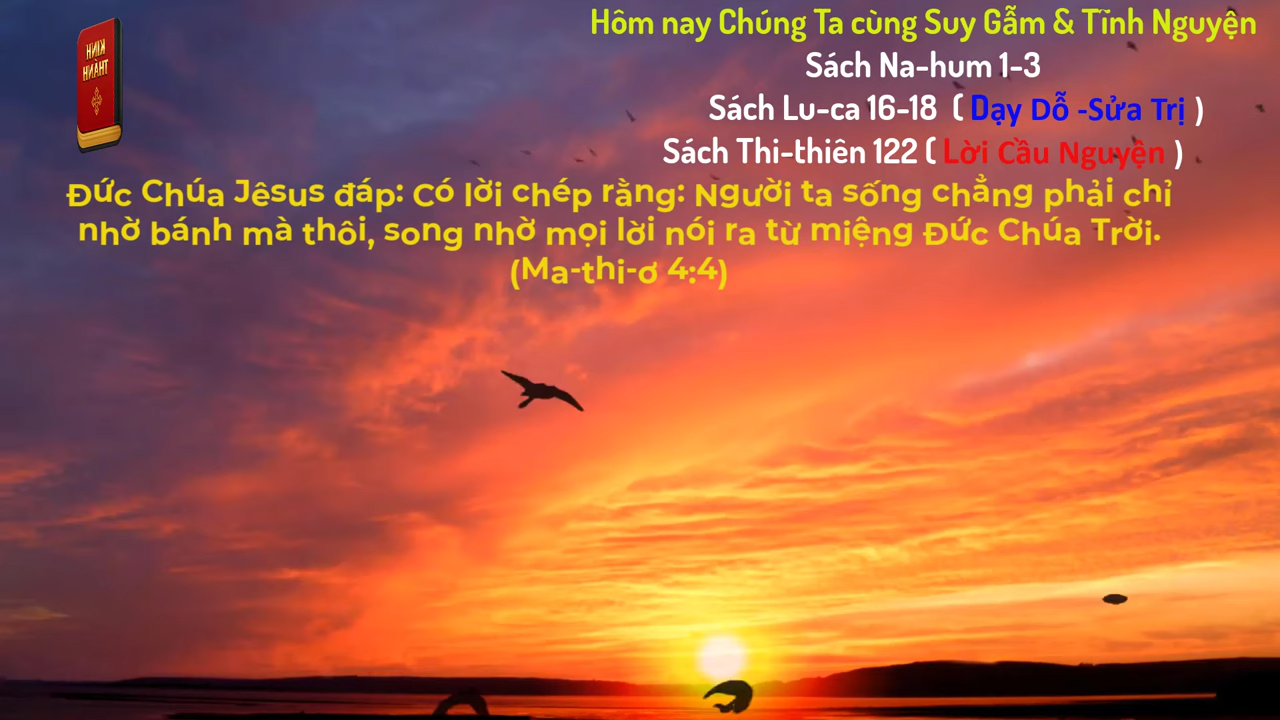 KINH
THÁNH
Hôm nay Chúng Ta cùng Suy Gẫm & Tĩnh Nguyện
Sách Na-hum 1-3
Sách Lu-ca 16-18 ( Dạy Dỗ -Sửa Trị )
Sách Thi-thiên 122 ( Lời Cầu Nguyện )
Đức Chúa Jêsus đáp: Có lời chép rằng: Người ta sống chẳng phải chỉ
nhờ bánh mà thôi, song nhờ mọi lời nói ra từ miệng Đức Chúa Trời.
(Ma-thi-ơ 4:4)